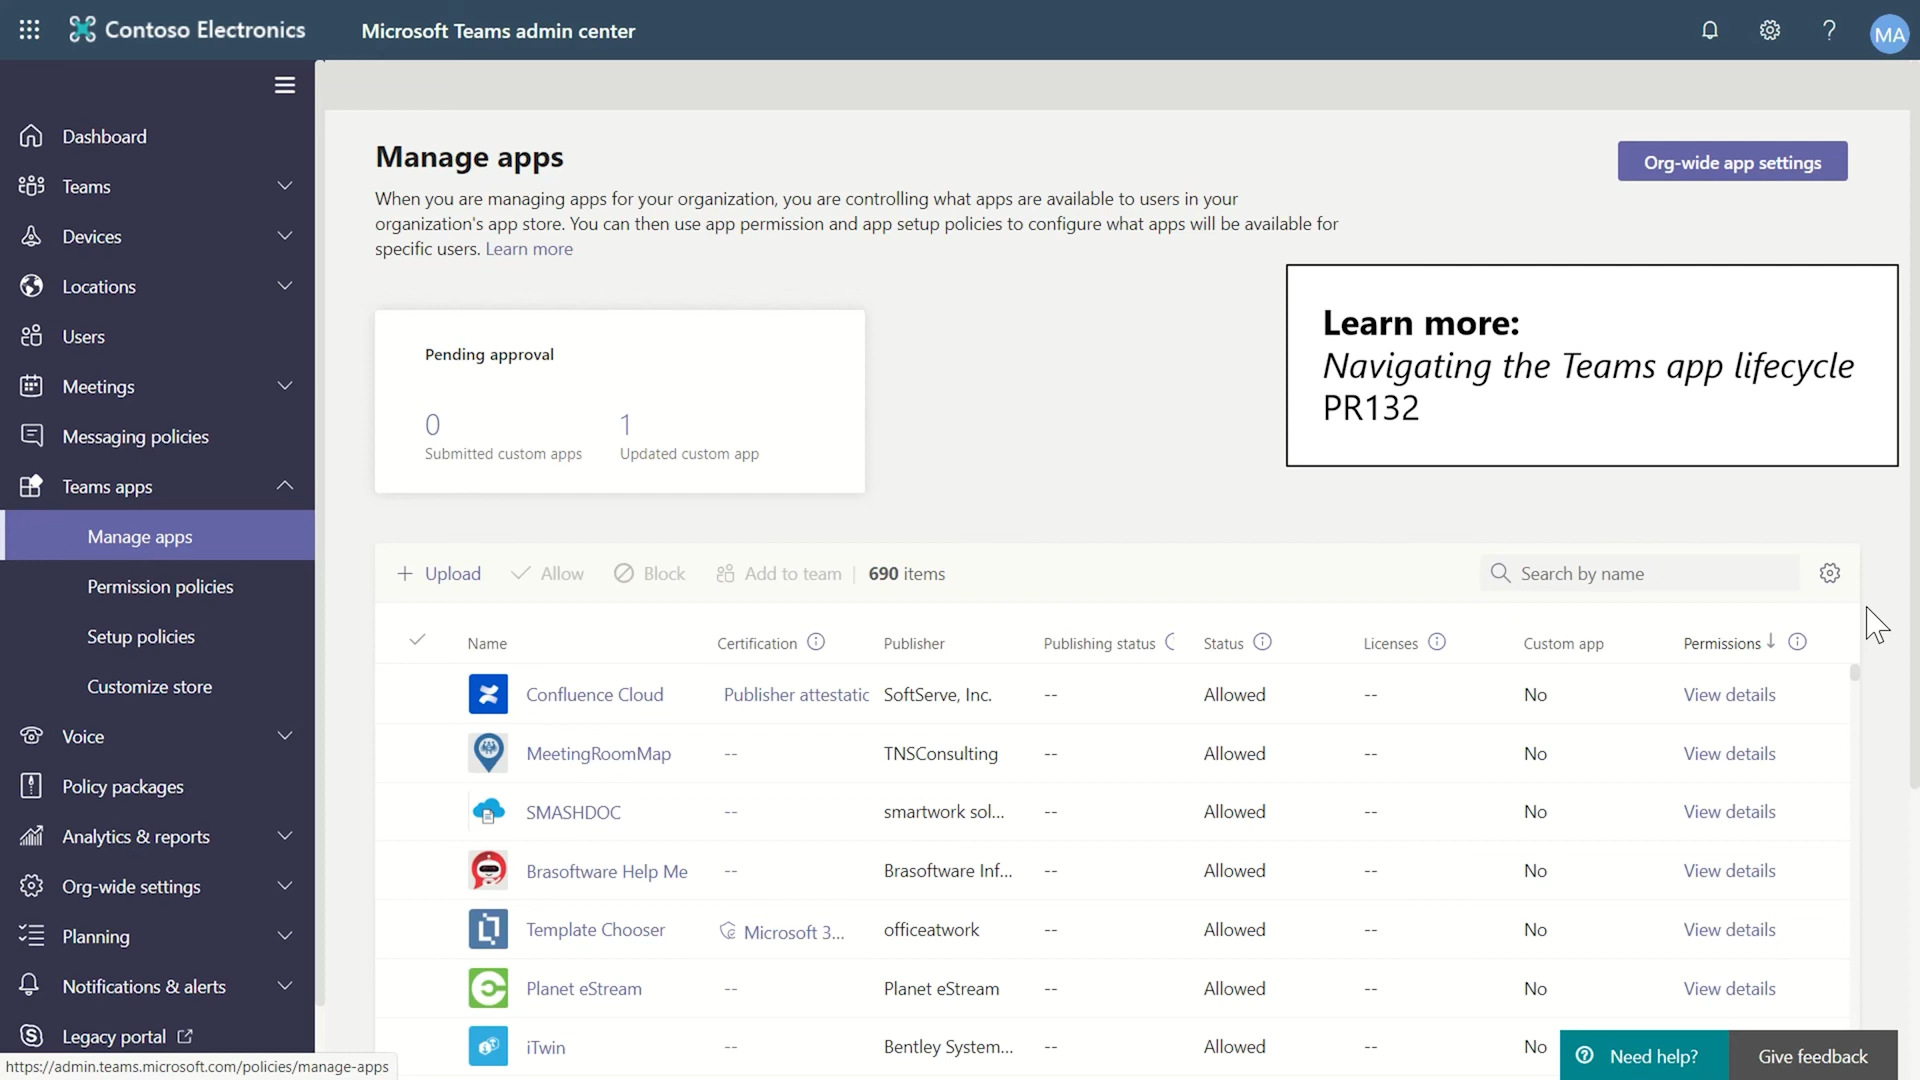 Contoso Electronics
Microsoft Teams admin center
MA
Dashboard
Teams
Devices
Locations
Users
Meetings
Messaging policies
Teams apps
Manage apps
Permission policies
Setup policies
Customize store
Voice
Policy packages
Analytics & reports
Org-wide settings
Planning
Notifications & alerts
Legacy portal
https://admin.teams.microsoft.com/policies/manage-apps
Manage apps
Org-wide app settings
When you are managing apps for your organization, you are controlling what apps are available to users in your
organization's app store. You can then use app permission and app setup policies to configure what apps will be available for
specific users. Learn more
Learn more:
Navigating the Teams app lifecycle
PR132
Pending approval
0 1
Submitted custom apps Updated custom app
Upload Allow Block Add to team | 690 items Search by name
Name Certification Publisher Publishing status Status Licenses Custom app Permissions
Confluence Cloud Publisher attestatic SoftServe, Inc. -- Allowed -- No View details
MeetingRoomMap -- TNSConsulting -- Allowed -- No View details
SMASHDOC -- smartwork sol... -- Allowed -- No View details
Brasoftware Help Me -- Brasoftware Inf... -- Allowed -- No View details
Template Chooser Microsoft 3... officeatwork -- Allowed -- No View details
Planet eStream -- Planet eStream -- Allowed -- No View details
iTwin -- Bentley System... -- Allowed -- No
Need help? Give feedback